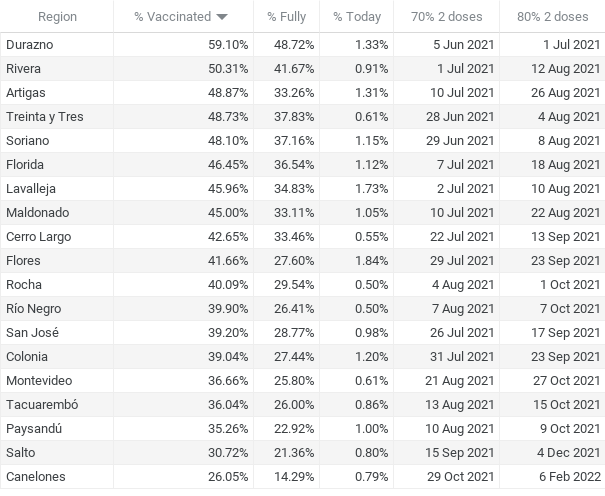 Region % Vaccinated % Fully % Today 70% 2 doses 80% 2 doses
Durazno 59.10% 48.72% 1.33% 5 Jun 2021 1 Jul 2021
Rivera 50.31% 41.67% 0.91% 1 Jul 2021 12 Aug 2021
Artigas 48.87% 33.26% 1.31% 10 Jul 2021 26 Aug 2021
Treinta y Tres 48.73% 37.83% 0.61% 28 Jun 2021 4 Aug 2021
Soriano 48.10% 37.16% 1.15% 29 Jun 2021 8 Aug 2021
Florida 46.45% 36.54% 1.12% 7 Jul 2021 18 Aug 2021
Lavalleja 45.96% 34.83% 1.73% 2 Jul 2021 10 Aug 2021
Maldonado 45.00% 33.11% 1.05% 10 Jul 2021 22 Aug 2021
Cerro Largo 42.65% 33.46% 0.55% 22 Jul 2021 13 Sep 2021
Flores 41.66% 27.60% 1.84% 29 Jul 2021 23 Sep 2021
Rocha 40.09% 29.54% 0.50% 4 Aug 2021 1 Oct 2021
Río Negro 39.90% 26.41% 0.50% 7 Aug 2021 7 Oct 2021
San José 39.20% 28.77% 0.98% 26 Jul 2021 17 Sep 2021
Colonia 39.04% 27.44% 1.20% 31 Jul 2021 23 Sep 2021
Montevideo 36.66% 25.80% 0.61% 21 Aug 2021 27 Oct 2021
Tacuarembó 36.04% 26.00% 0.86% 13 Aug 2021 15 Oct 2021
Paysandú 35.26% 22.92% 1.00% 10 Aug 2021 9 Oct 2021
Salto 30.72% 21.36% 0.80% 15 Sep 2021 4 Dec 2021
Canelones 26.05% 14.29% 0.79% 29 Oct 2021 6 Feb 2022